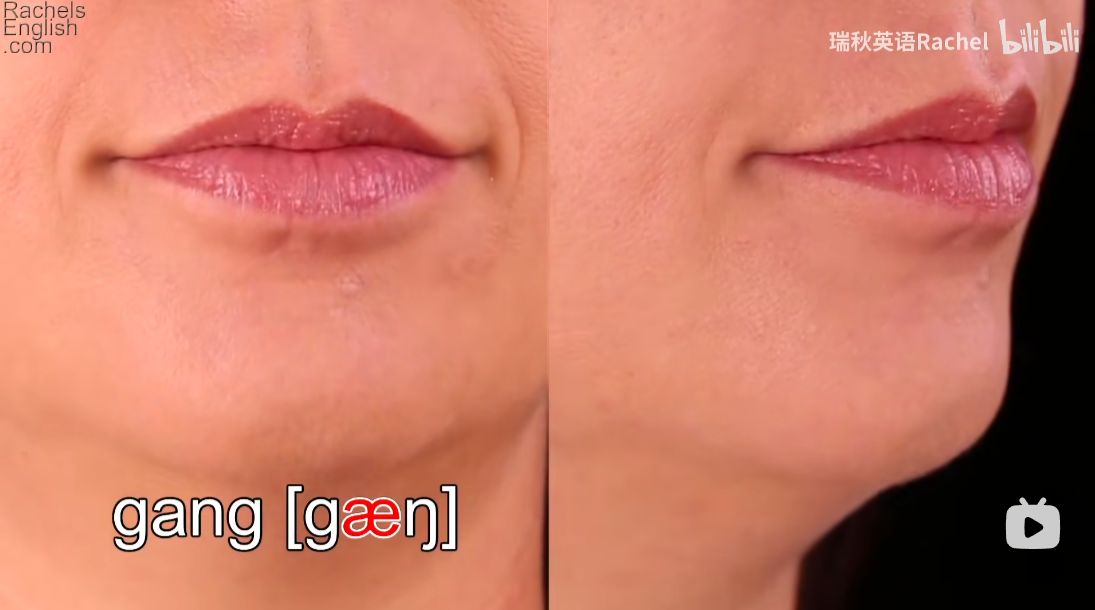 Rachels
English
.com
瑞秋英语Rachel bilibili
gang [gæŋ]